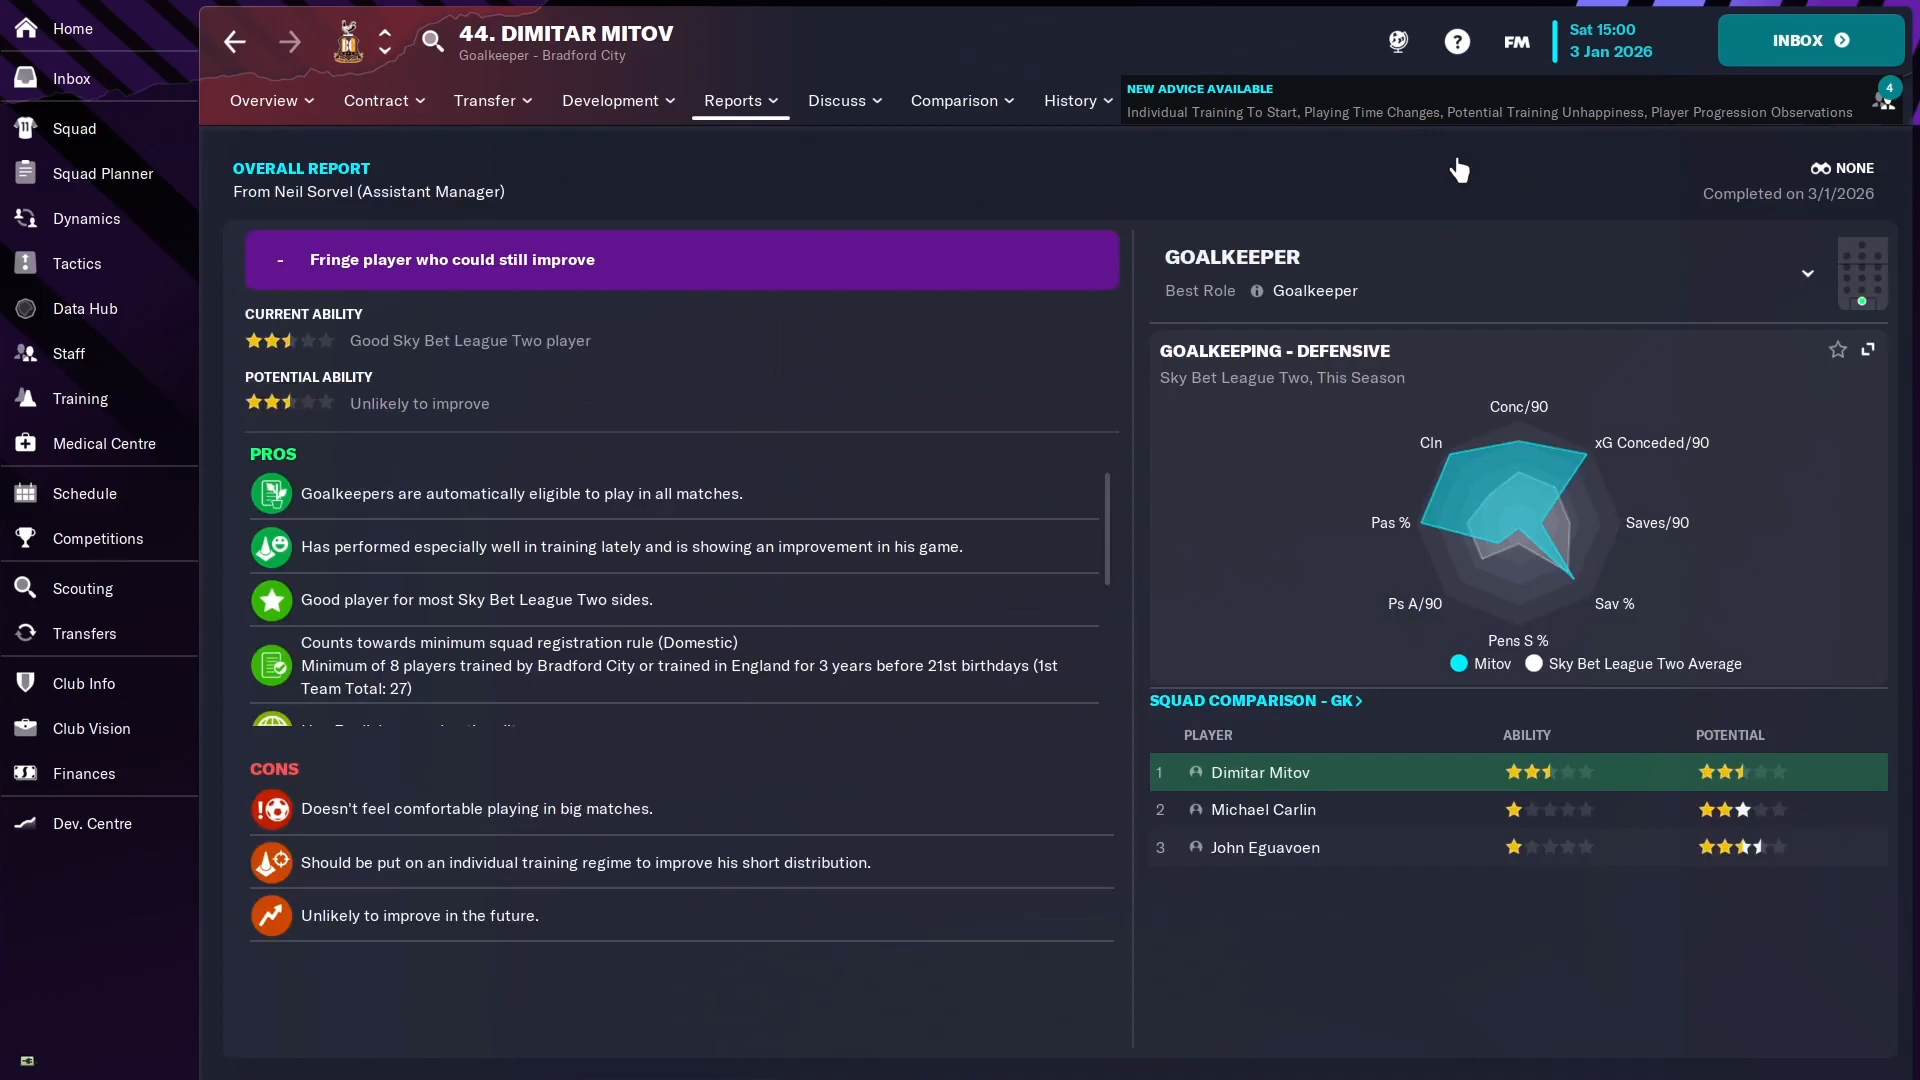 Home
Inbox
Squad
Squad Planner
Dynamics
Tactics
Data Hub
Staff
Training
Medical Centre
Schedule
Competitions
Scouting
Transfers
Club Info
Club Vision
Finances
Dev. Centre
44. DIMITAR MITOV
Goalkeeper - Bradford City
FM
Sat 15:00
3 Jan 2026
INBOX
Overview
Contract
Transfer
Development
Reports
Discuss
Comparison
History
NEW ADVICE AVAILABLE
Individual Training To Start, Playing Time Changes, Potential Training Unhappiness, Player Progression Observations
4
OVERALL REPORT
From Neil Sorvel (Assistant Manager)
NONE
Completed on 3/1/2026
- Fringe player who could still improve
CURRENT ABILITY
Good Sky Bet League Two player
POTENTIAL ABILITY
Unlikely to improve
PROS
Goalkeepers are automatically eligible to play in all matches.
Has performed especially well in training lately and is showing an improvement in his game.
Good player for most Sky Bet League Two sides.
Counts towards minimum squad registration rule (Domestic)
Minimum of 8 players trained by Bradford City or trained in England for 3 years before 21st birthdays (1st
Team Total: 27)
CONS
Doesn't feel comfortable playing in big matches.
Should be put on an individual training regime to improve his short distribution.
Unlikely to improve in the future.
GOALKEEPER
Best Role Goalkeeper
GOALKEEPING - DEFENSIVE
Sky Bet League Two, This Season
Conc/90
Cln
xG Conceded/90
Pas %
Saves/90
Ps A/90
Sav %
Pens S %
Mitov
Sky Bet League Two Average
SQUAD COMPARISON - GK
PLAYER ABILITY POTENTIAL
1 Dimitar Mitov
2 Michael Carlin
3 John Eguavoen